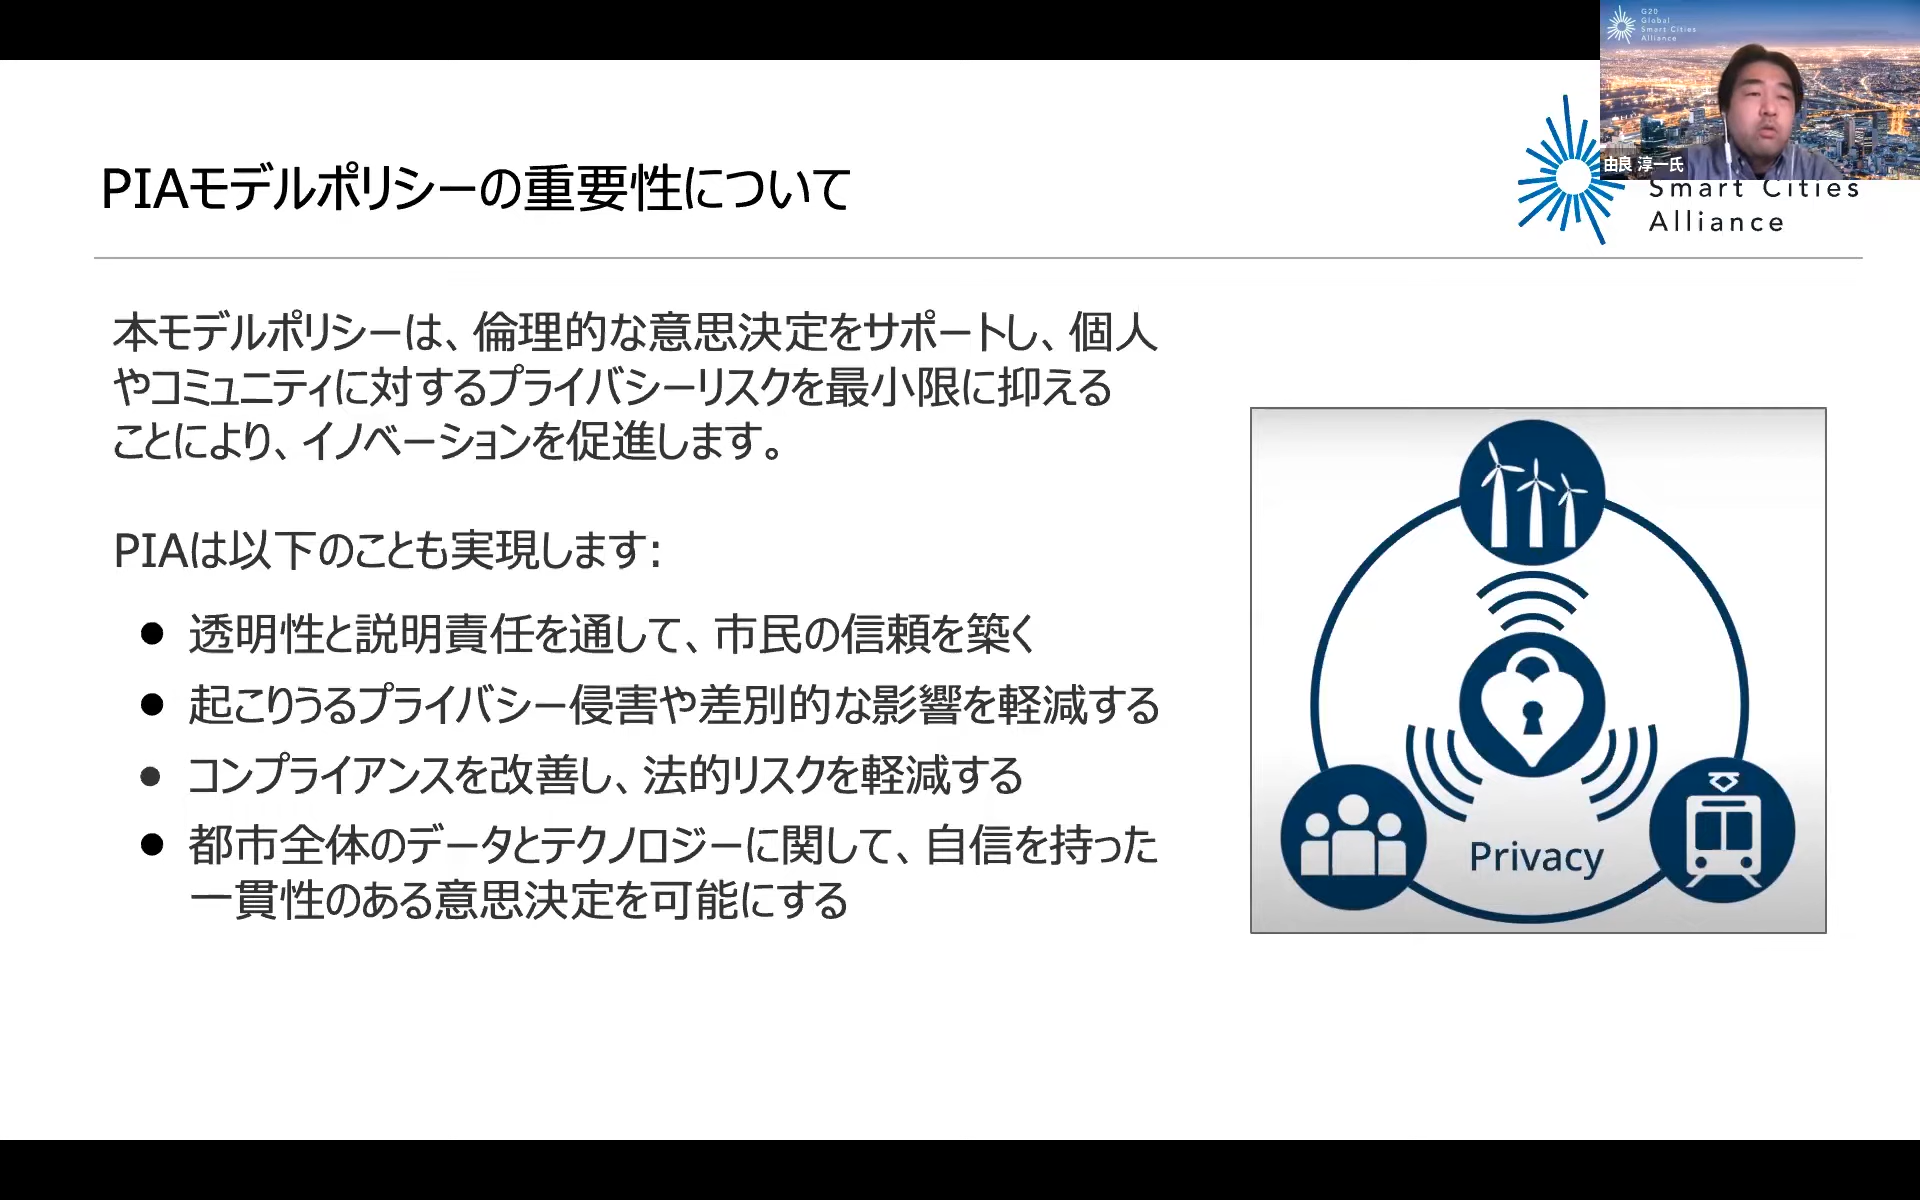 G20
Global
Smart Cities
Alliance
由良 淳一氏
Smart Cities
Alliance
PIAモデルポリシーの重要性について
本モデルポリシーは、倫理的な意思決定をサポートし、個人
やコミュニティに対するプライバシーリスクを最小限に抑える
ことにより、イノベーションを促進します。
PIAは以下のことも実現します:
● 透明性と説明責任を通して、市民の信頼を築く
● 起こりうるプライバシー侵害や差別的な影響を軽減する
● コンプライアンスを改善し、法的リスクを軽減する
● 都市全体のデータとテクノロジーに関して、自信を持った
一貫性のある意思決定を可能にする
Privacy